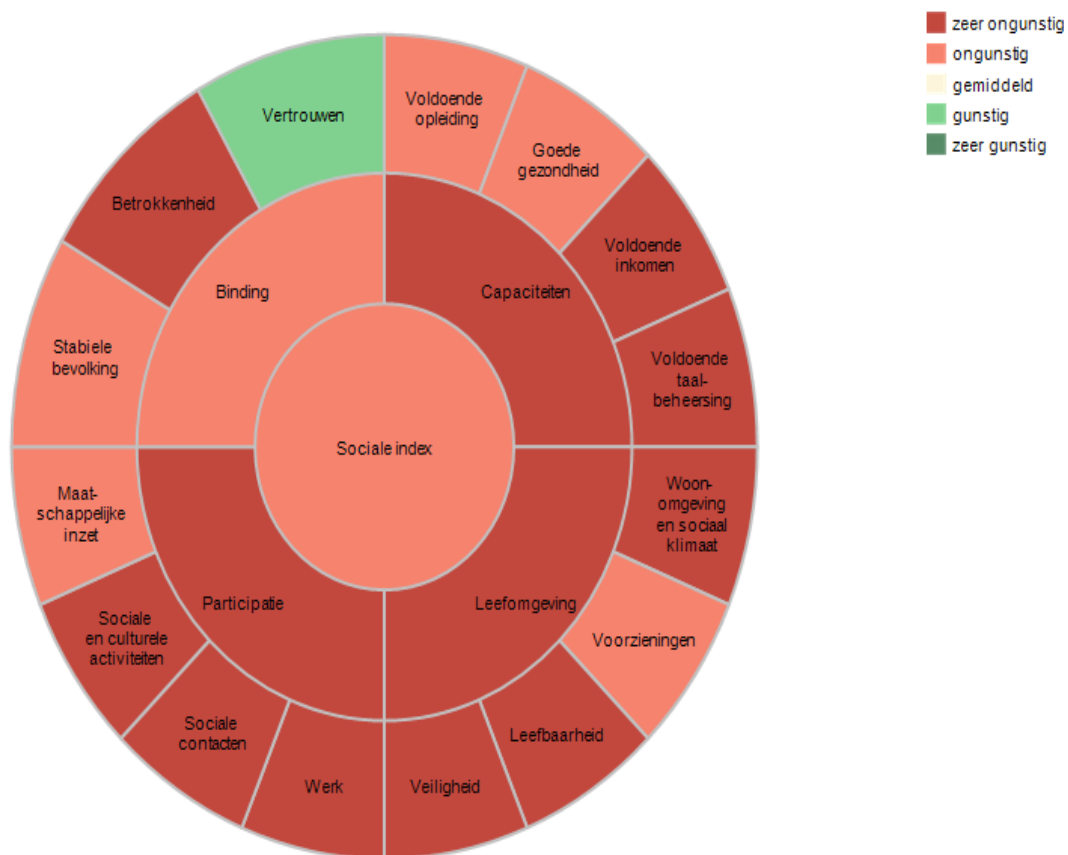 zeer ongunstig
ongunstig
gemiddeld
gunstig
zeer gunstig
Vertrouwen
Voldoende
opleiding
Goede
gezondheid
Betrokkenheid
Voldoende
inkomen
Binding
Capaciteiten
Stabiele
bevolking
Voldoende
taal-
beheersing
Sociale index
Maat-
schappelijke
inzet
Woon-
omgeving
en sociaal
klimaat
Participatie
Leefomgeving
Sociale
en culturele
activiteiten
Voorzieningen
Sociale
contacten
Leefbaarheid
Werk
Veiligheid